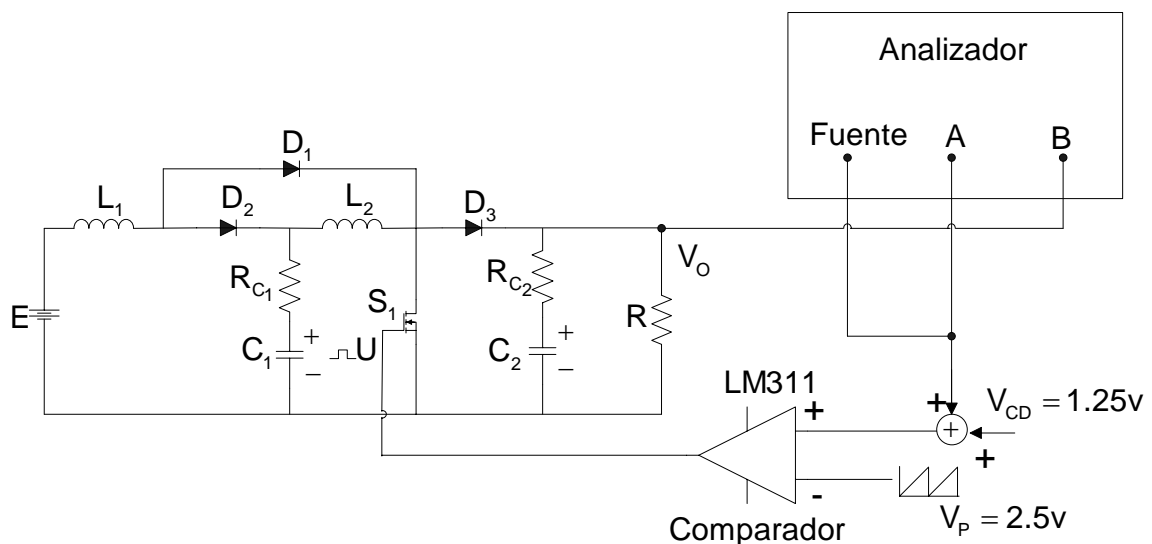 Analizador
Fuente
A
B
D1
L1
D2
L2
D3
VO
RC1
RC2
S1
R
E
C1
+
−
U
C2
+
−
LM311
+
+
VCD = 1.25v
+
+
-
VP = 2.5v
Comparador